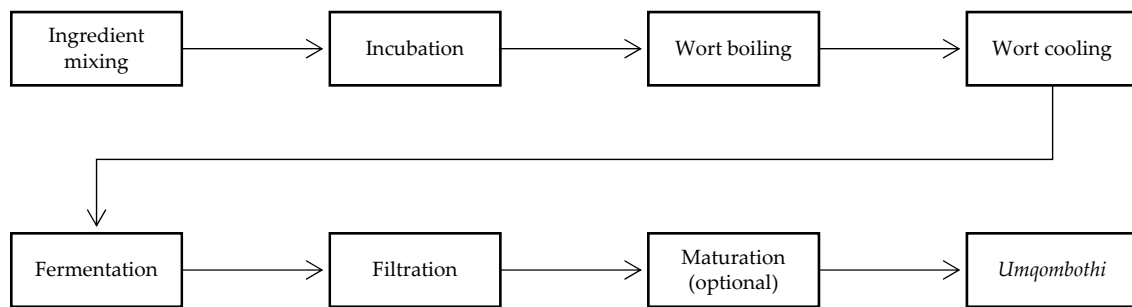 Ingredient
mixing
Incubation
Wort boiling
Wort cooling
Fermentation
Filtration
Maturation
(optional)
Umqombothi